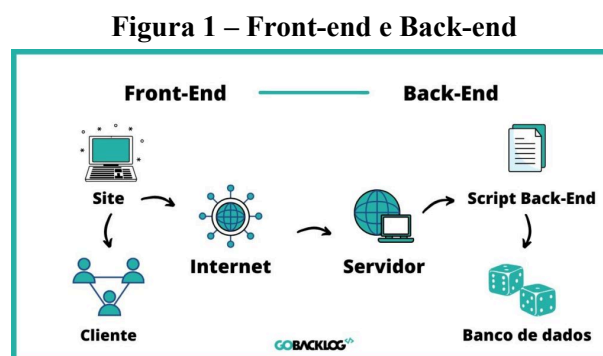 Figura 1 – Front-end e Back-end
Front-End
Back-End
Site
Script Back-End
Internet
Servidor
Cliente
Banco de dados
GOBACKLOG</>